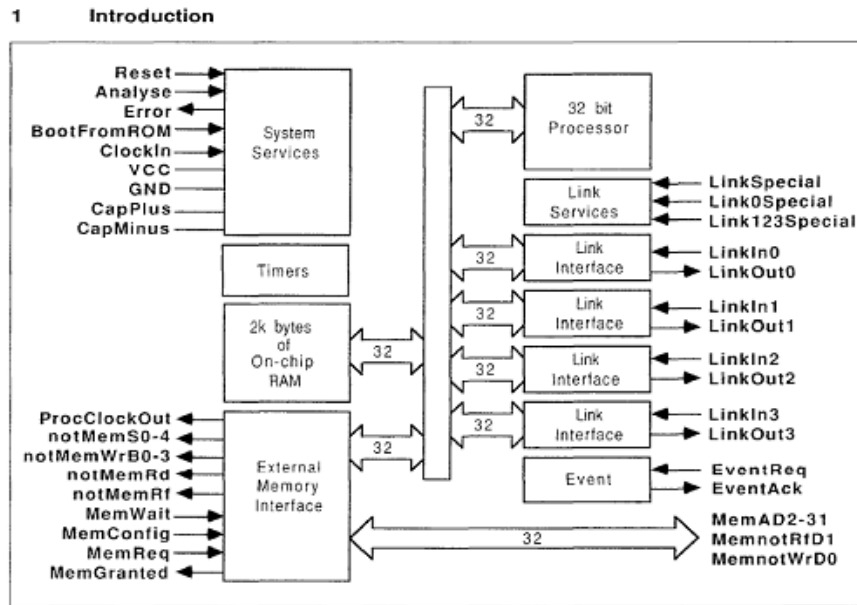 1 Introduction
Reset
Analyse
Error
BootFromROM
ClockIn
VCC
GND
CapPlus
CapMinus
System
Services
Timers
2k bytes
of
On-chip
RAM
32
ProcClockOut
notMemS0-4
notMemWrB0-3
notMemRd
notMemRf
MemWait
MemConfig
MemReq
MemGranted
External
Memory
Interface
32
32
32 bit
Processor
32
Link
Services
LinkSpecial
Link0Special
Link123Special
32
Link
Interface
LinkIn0
LinkOut0
32
Link
Interface
LinkIn1
LinkOut1
32
Link
Interface
LinkIn2
LinkOut2
32
Link
Interface
LinkIn3
LinkOut3
Event
EventReq
EventAck
MemAD2-31
MemnotRfD1
MemnotWrD0